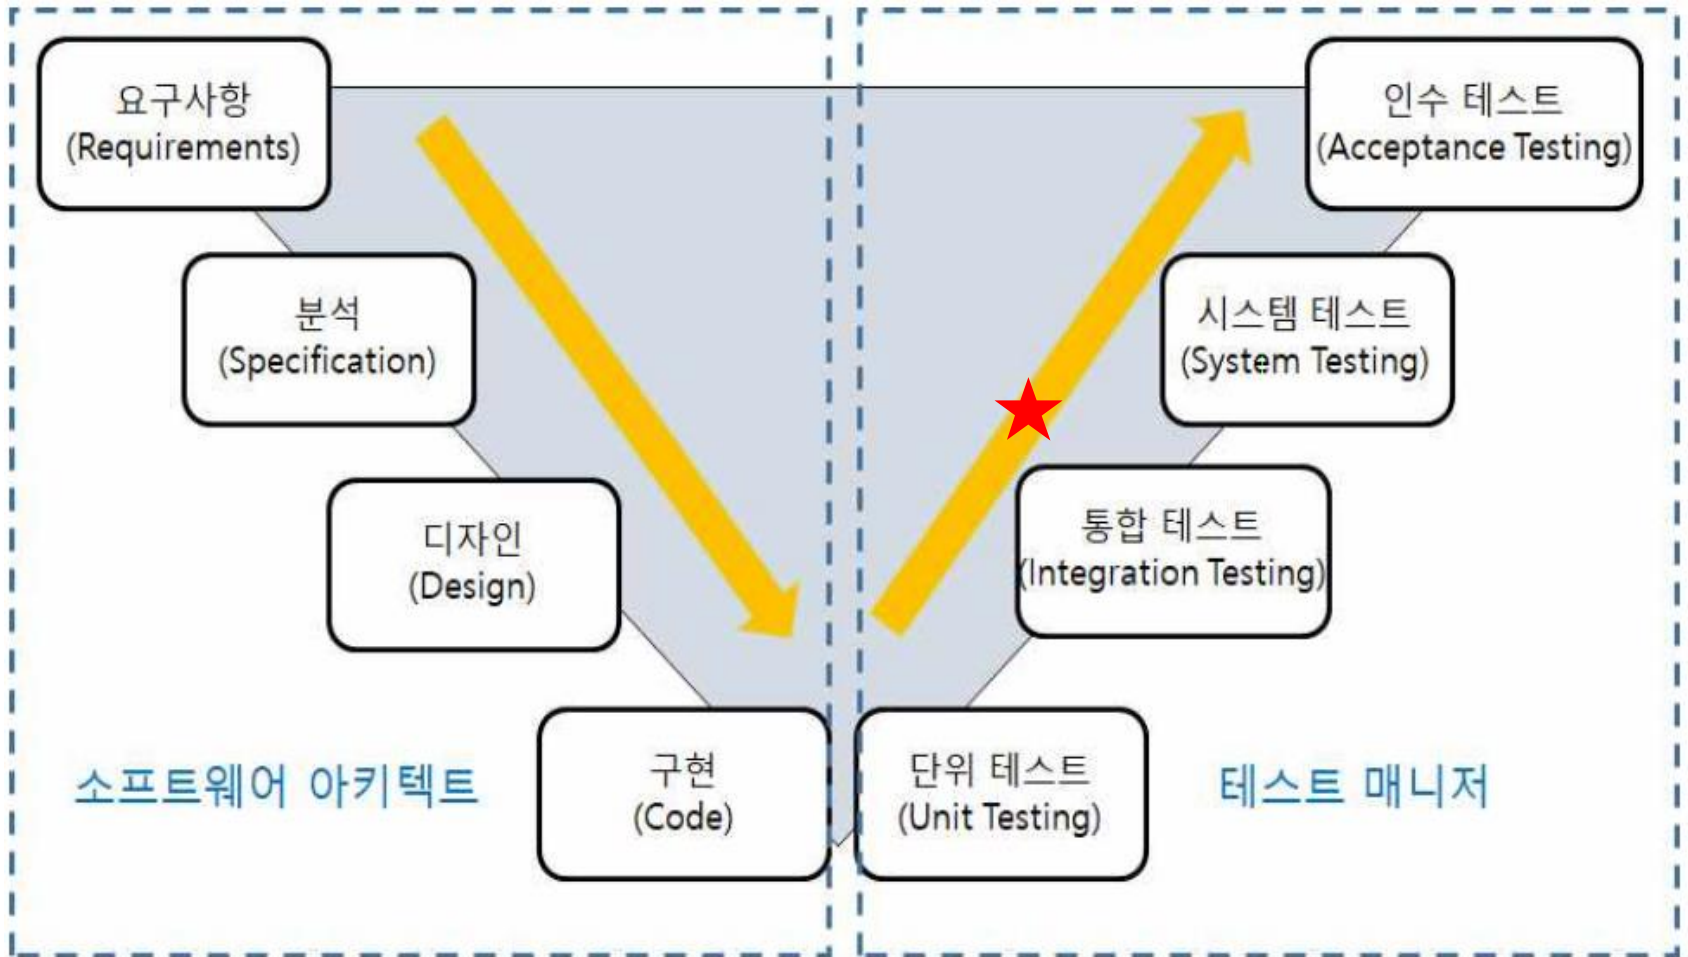 요구사항
(Requirements)
인수 테스트
(Acceptance Testing)
분석
(Specification)
시스템 테스트
(System Testing)
디자인
(Design)
통합 테스트
(Integration Testing)
구현
(Code)
단위 테스트
(Unit Testing)
소프트웨어 아키텍트
테스트 매니저